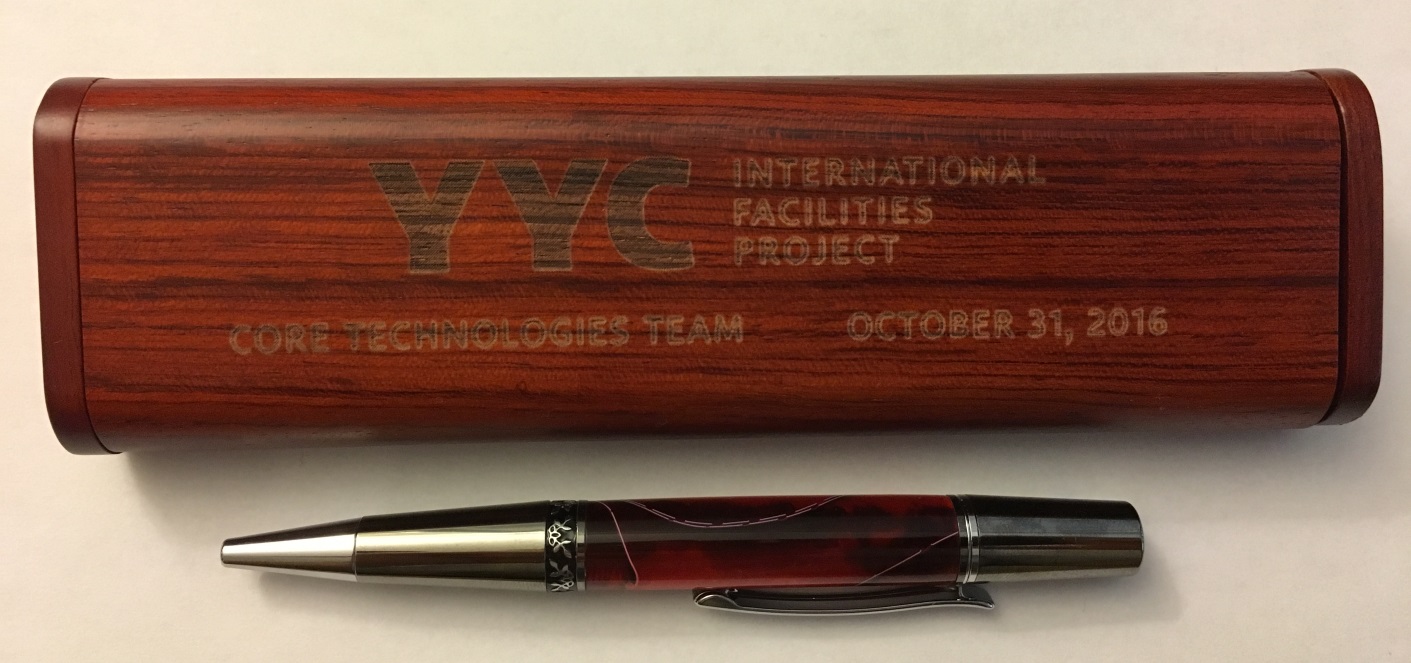 YYC
INTERNATIONAL
FACILITIES
PROJECT
CORE TECHNOLOGIES TEAM
OCTOBER 31, 2016